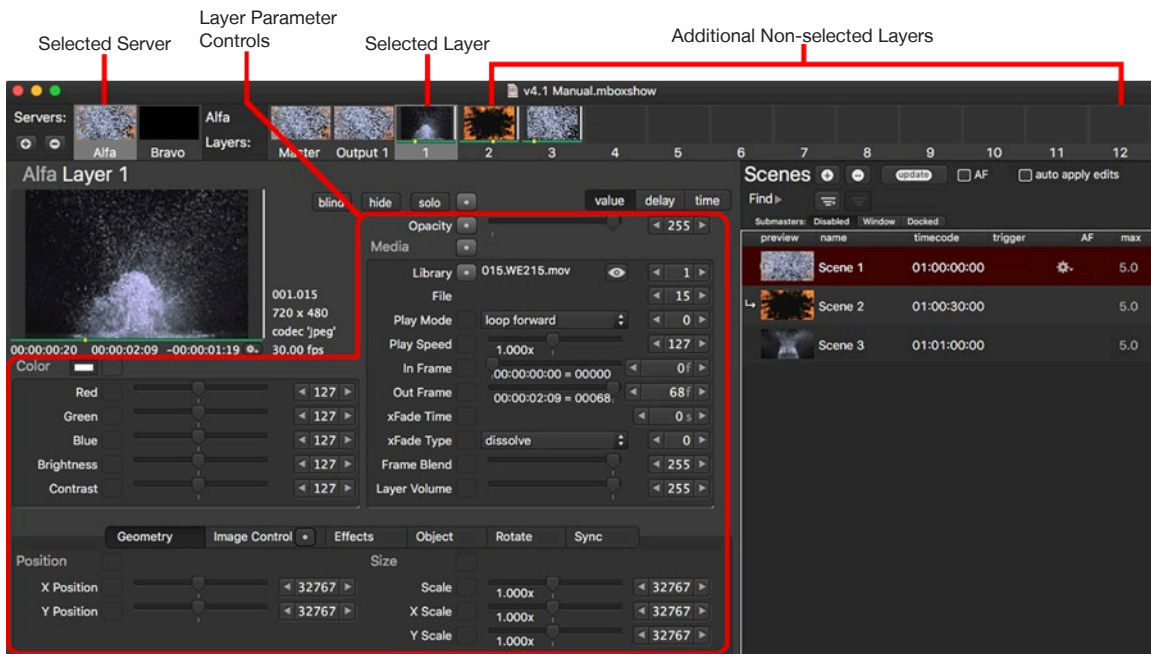 Layer Parameter
Controls
Selected Server
Selected Layer
Additional Non-selected Layers
v4.1 Manual.mboxshow
Servers:
Alfa
Bravo
Alfa
Layers:
Master
Output 1
1
2
3
4
5
6
7
8
9
10
11
12
Alfa Layer 1
blind
hide
solo
value
delay
time
Opacity
255
Media
Library
015.WE215.mov
1
File
15
Play Mode
loop forward
0
Play Speed
1.000x
127
In Frame
00:00:00:00 = 00000
0f
Out Frame
00:00:02:09 = 00068
68f
xFade Time
0 s
xFade Type
dissolve
0
Frame Blend
255
Layer Volume
255
001.015
720 x 480
codec 'jpeg'
30.00 fps
00:00:00:20 00:00:02:09 -00:00:01:19
Color
Red
127
Green
127
Blue
127
Brightness
127
Contrast
127
Geometry
Image Control
Effects
Object
Rotate
Sync
Position
X Position
32767
Y Position
32767
Size
Scale
1.000x
32767
X Scale
1.000x
32767
Y Scale
1.000x
32767
Scenes
update
AF
auto apply edits
Find
Submasters: Disabled Window Docked
preview name timecode trigger AF max
Scene 1 01:00:00:00 5.0
Scene 2 01:00:30:00 5.0
Scene 3 01:01:00:00 5.0